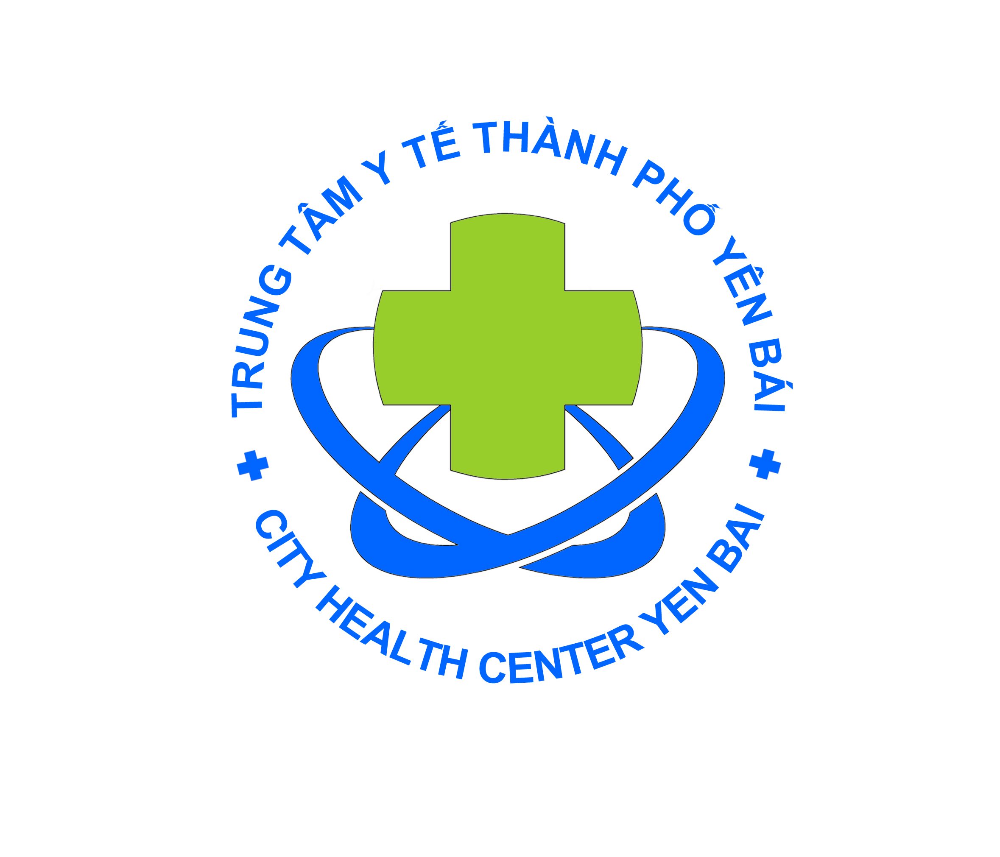 TRUNG TÂM Y TẾ THÀNH PHỐ YÊN BÁI
CITY HEALTH CENTER YEN BAI